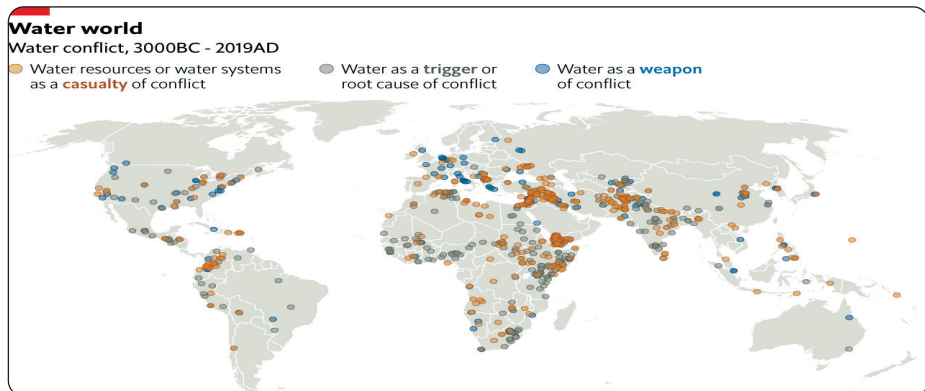 Water world
Water conflict, 3000BC - 2019AD
Water resources or water systems
as a casualty of conflict
Water as a trigger or
root cause of conflict
Water as a weapon
of conflict